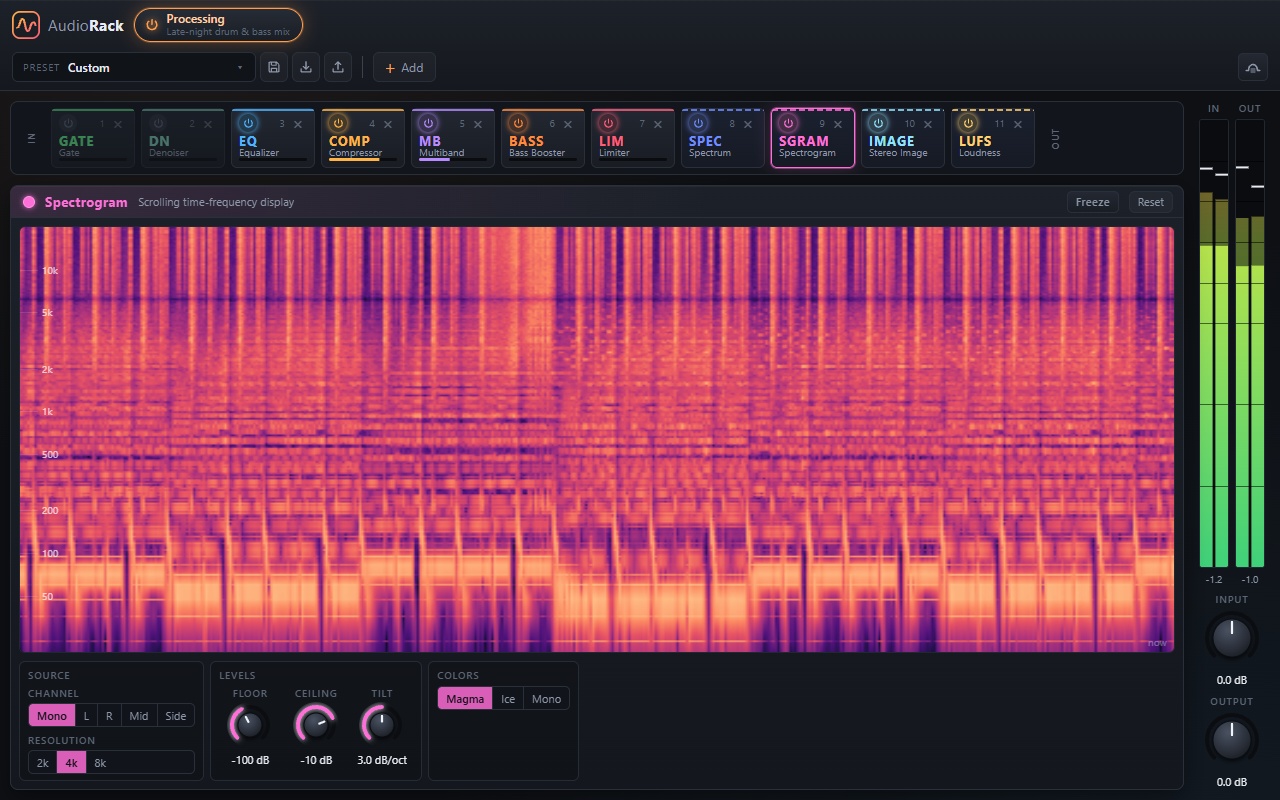 AudioRack
Processing
Late-night drum & bass mix
PRESET Custom
+ Add
IN
1 ×
GATE
Gate
2 ×
DN
Denoiser
3 ×
EQ
Equalizer
4 ×
COMP
Compressor
5 ×
MB
Multiband
6 ×
BASS
Bass Booster
7 ×
LIM
Limiter
8 ×
SPEC
Spectrum
9 ×
SGRAM
Spectrogram
10 ×
IMAGE
Stereo Image
11 ×
LUFS
Loudness
OUT
IN OUT
Spectrogram Scrolling time-frequency display Freeze Reset
10k
5k
2k
1k
500
200
100
50
now
-1.2 -1.0
INPUT
0.0 dB
OUTPUT
0.0 dB
SOURCE
CHANNEL
Mono L R Mid Side
RESOLUTION
2k 4k 8k
LEVELS
FLOOR CEILING TILT
-100 dB -10 dB 3.0 dB/oct
COLORS
Magma Ice Mono